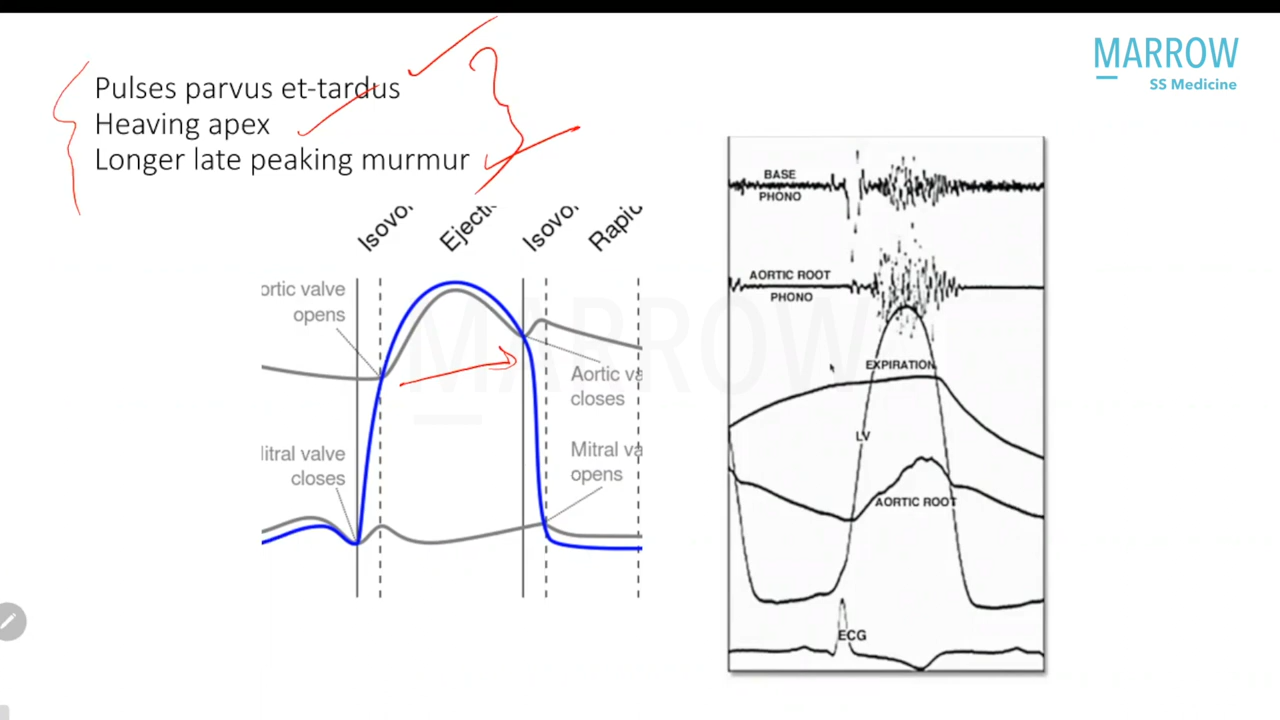 MARROW
SS Medicine
Pulses parvus et-tardus
Heaving apex
Longer late peaking murmur
Isovo
Ejecti
Isovo
Rapid
ortic valve
opens
Aortic va
closes
litral valve
closes
Mitral va
opens
BASE
PHONO
AORTIC ROOT
PHONO
EXPIRATION
LV
AORTIC ROOT
ECG
MARROW